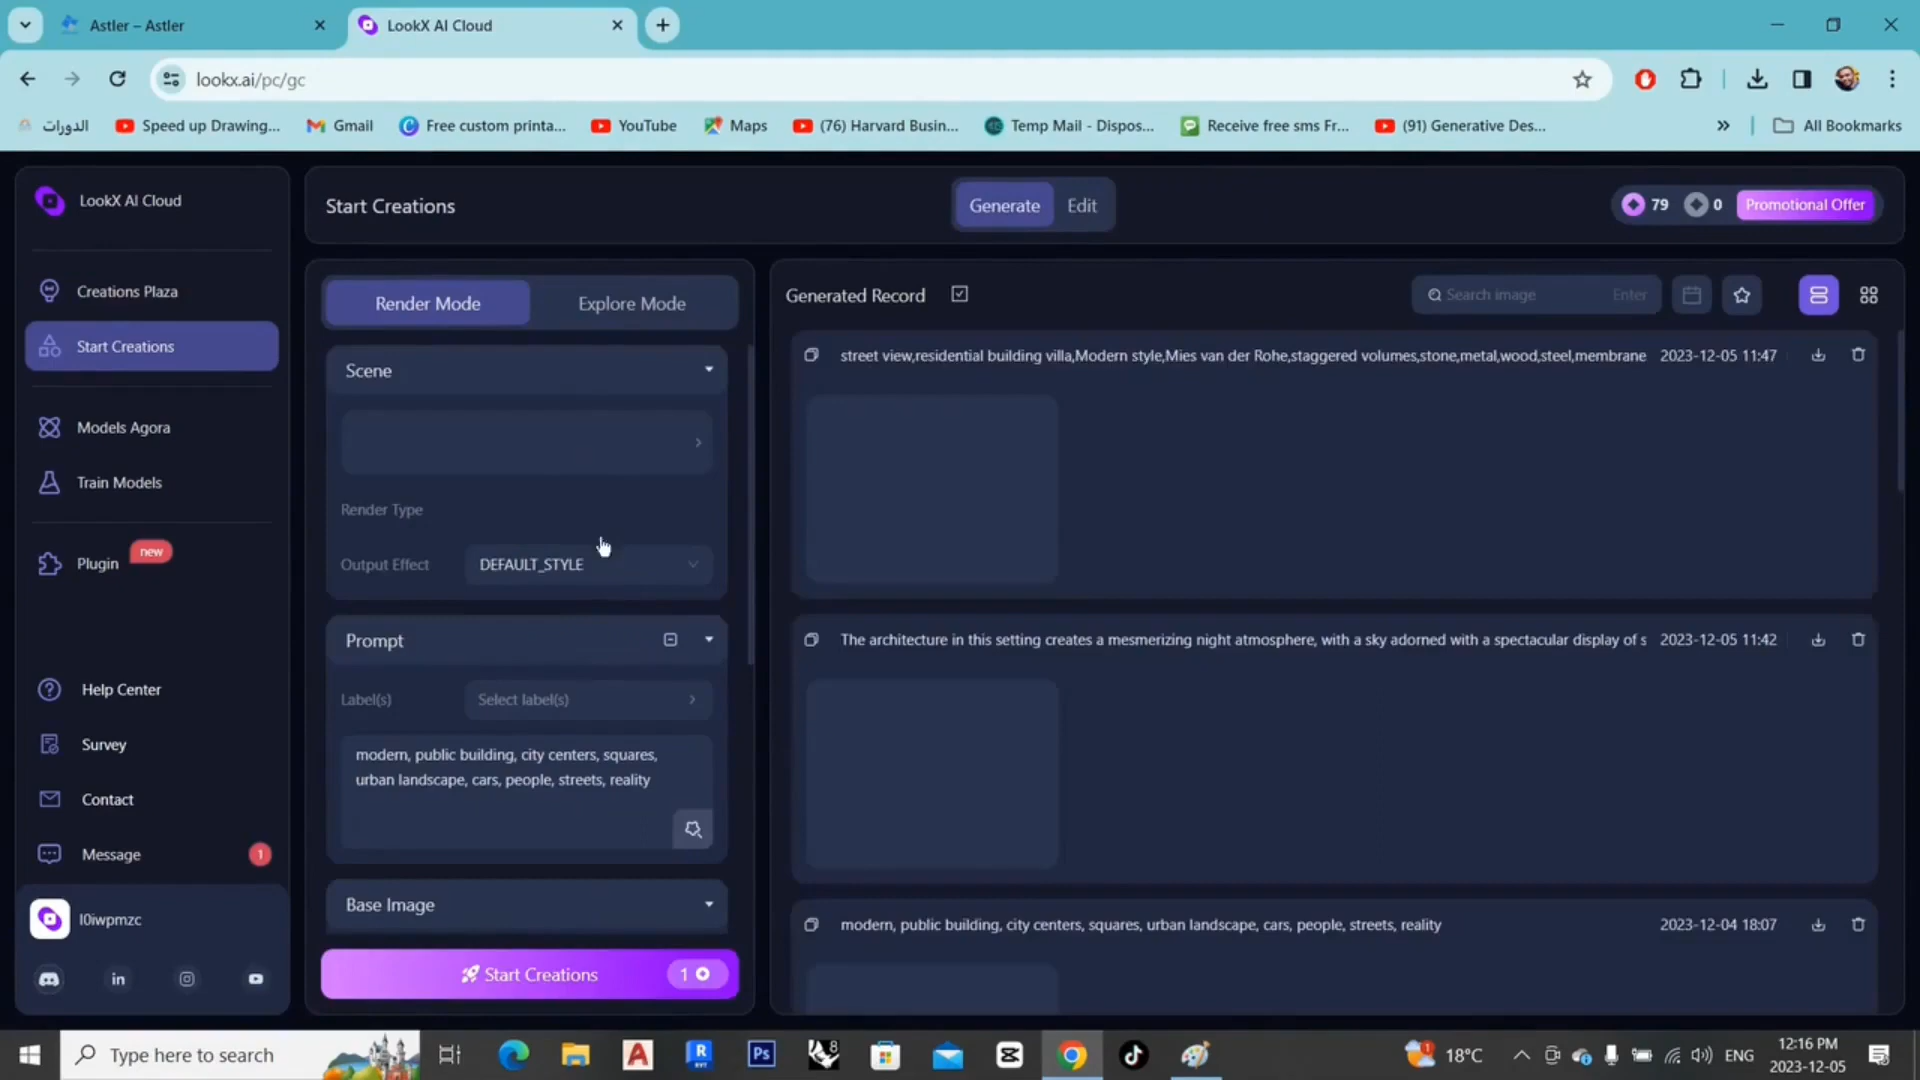 Astler – Astler
LookX AI Cloud
lookx.ai/pc/gc
الدورات
Speed up Drawing...
Gmail
Free custom printa...
YouTube
Maps
(76) Harvard Busin...
Temp Mail - Dispos...
Receive free sms Fr...
(91) Generative Des...
All Bookmarks
LookX AI Cloud
Start Creations
Generate
Edit
79
0
Promotional Offer
Creations Plaza
Start Creations
Models Agora
Train Models
Plugin
new
Help Center
Survey
Contact
Message
1
l0iwpmzc
Render Mode
Explore Mode
Scene
Render Type
Output Effect
DEFAULT_STYLE
Prompt
Label(s)
Select label(s)
modern, public building, city centers, squares,
urban landscape, cars, people, streets, reality
Base Image
Start Creations
1
Generated Record
Search image
Enter
street view,residential building villa,Modern style,Mies van der Rohe,staggered volumes,stone,metal,wood,steel,membrane
2023-12-05 11:47
The architecture in this setting creates a mesmerizing night atmosphere, with a sky adorned with a spectacular display of s
2023-12-05 11:42
modern, public building, city centers, squares, urban landscape, cars, people, streets, reality
2023-12-04 18:07
Type here to search
A
R
RVT
Ps
8
1
18°C
ENG
12:16 PM
2023-12-05